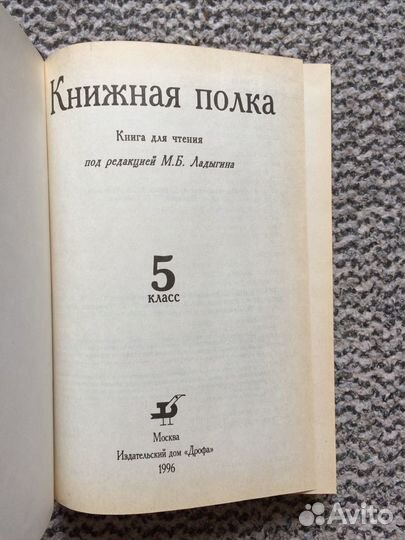 Книжная полка
Книга для чтения
под редакцией М.Б. Ладыгина
5
класс
Москва
Издательский дом «Дрофа»
1996
Avito